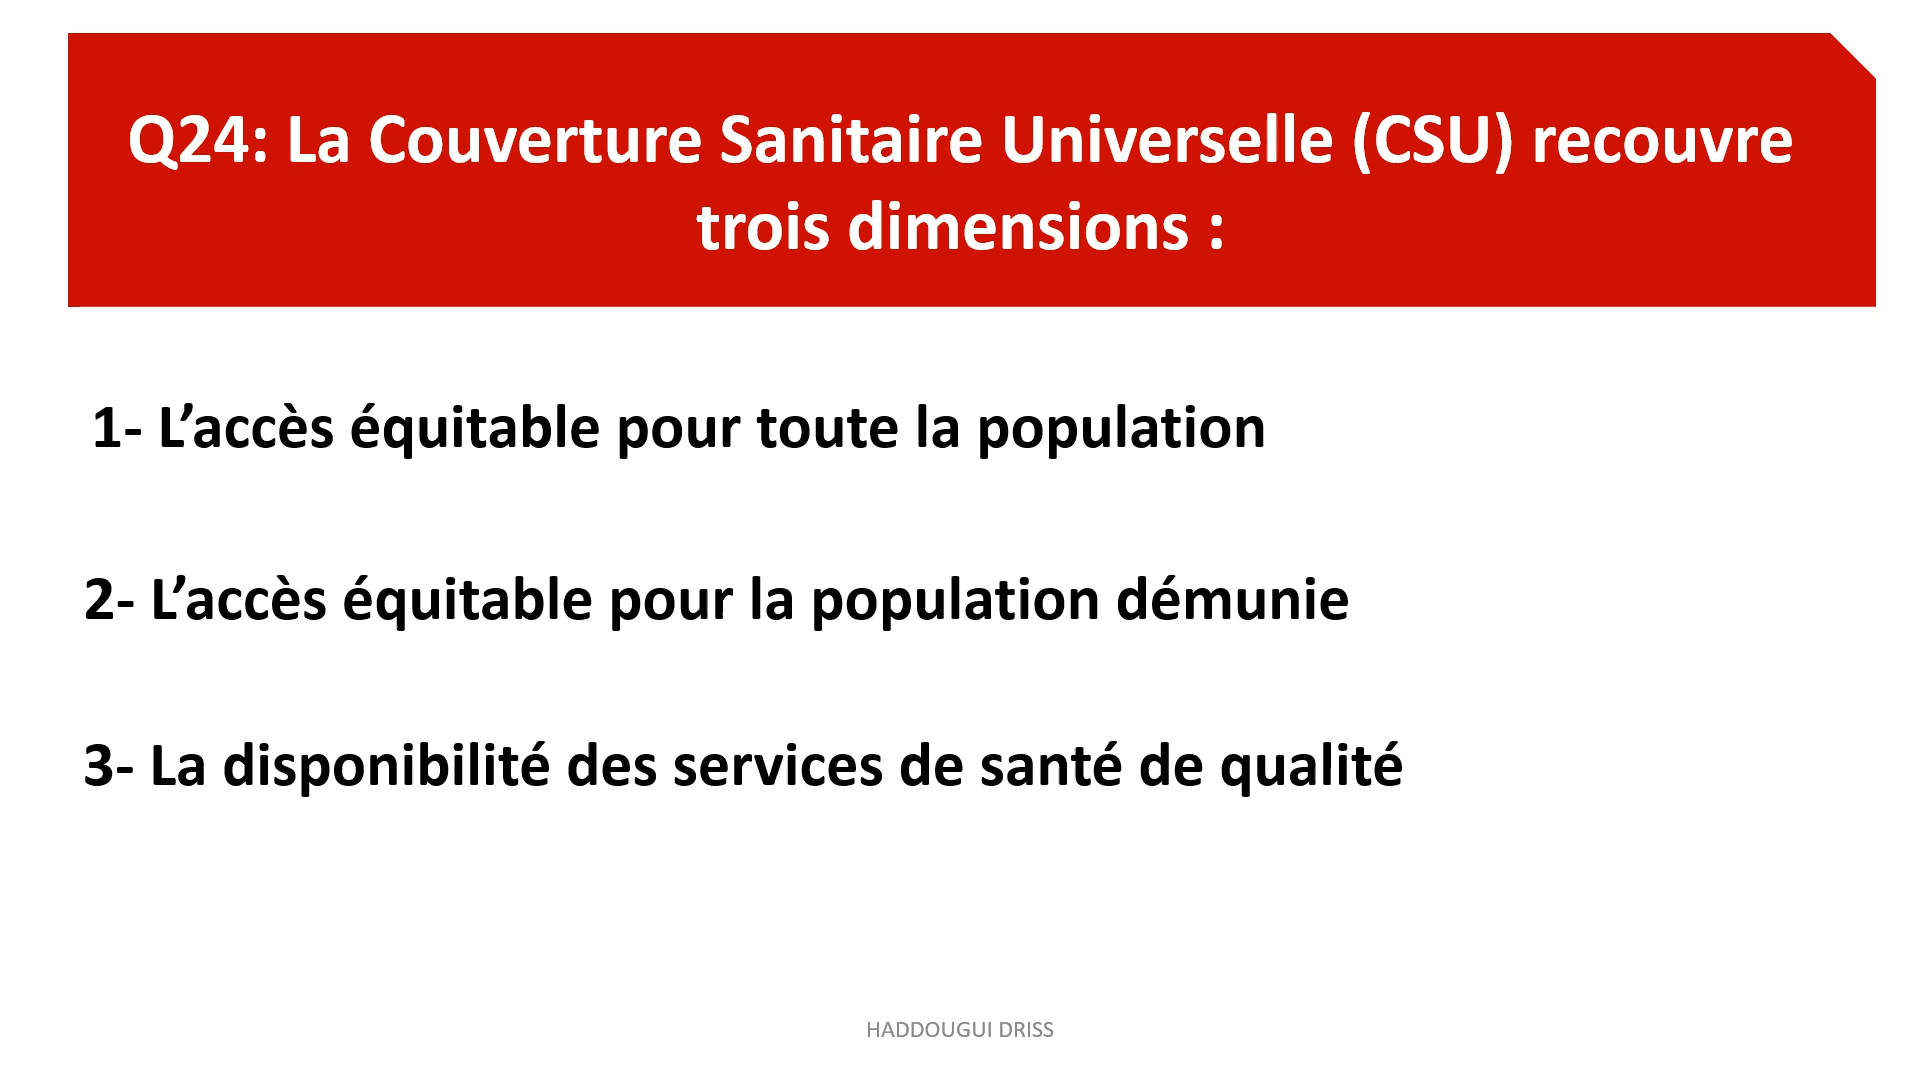 Q24: La Couverture Sanitaire Universelle (CSU) recouvre
trois dimensions :
1- L’accès équitable pour toute la population
2- L’accès équitable pour la population démunie
3- La disponibilité des services de santé de qualité
HADDOUGUI DRISS